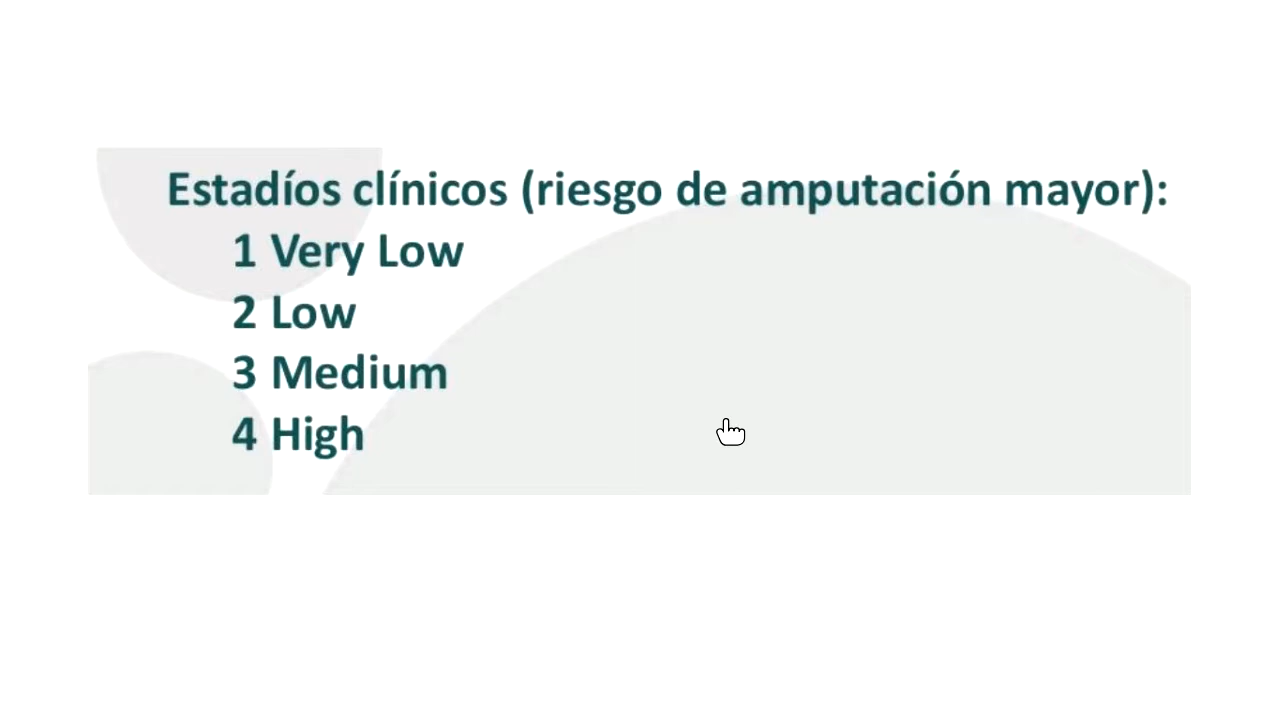 Estadíos clínicos (riesgo de amputación mayor):
1 Very Low
2 Low
3 Medium
4 High